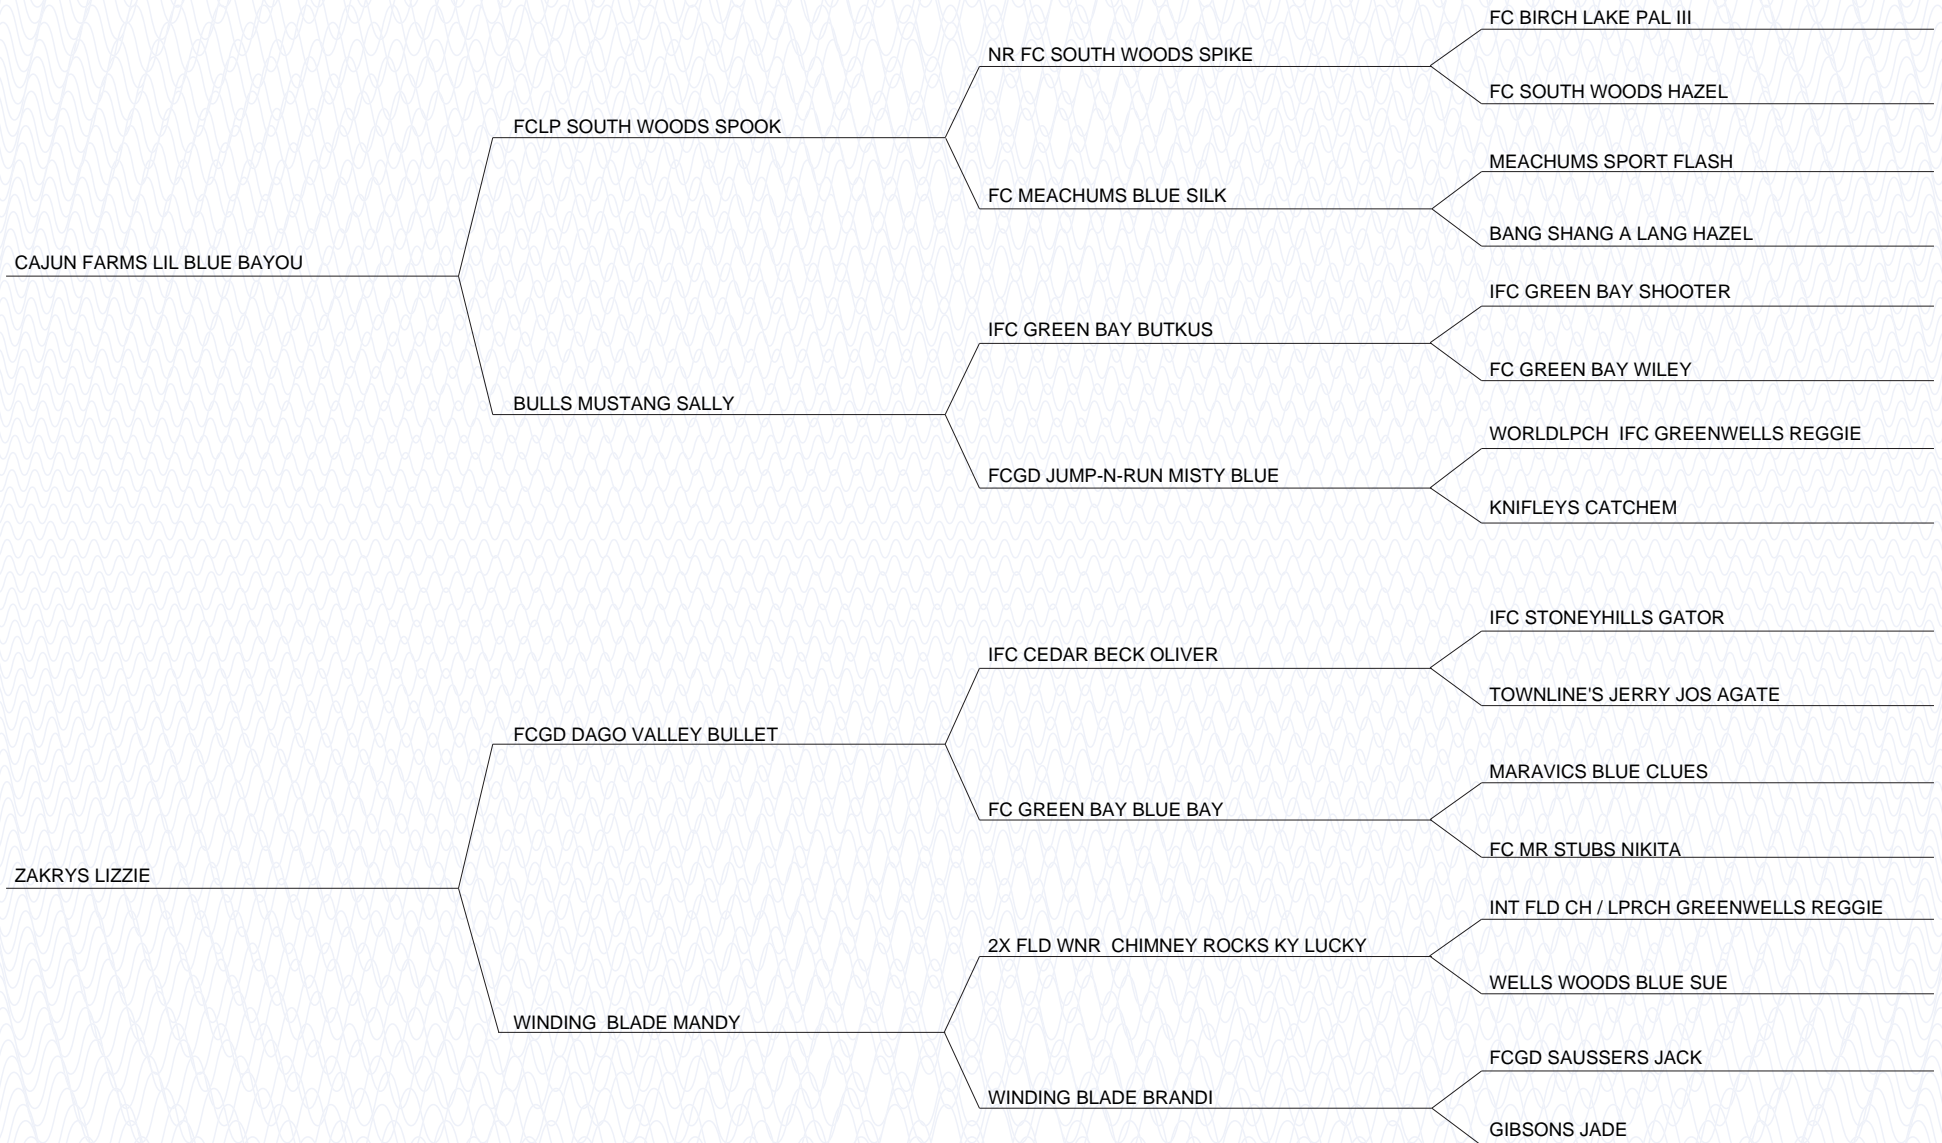 FC BIRCH LAKE PAL III
NR FC SOUTH WOODS SPIKE
FC SOUTH WOODS HAZEL
FCLP SOUTH WOODS SPOOK
MEACHUMS SPORT FLASH
FC MEACHUMS BLUE SILK
BANG SHANG A LANG HAZEL
CAJUN FARMS LIL BLUE BAYOU
IFC GREEN BAY SHOOTER
IFC GREEN BAY BUTKUS
FC GREEN BAY WILEY
BULLS MUSTANG SALLY
WORLDLPCH  IFC GREENWELLS REGGIE
FCGD JUMP-N-RUN MISTY BLUE
KNIFLEYS CATCHEM
IFC STONEYHILLS GATOR
IFC CEDAR BECK OLIVER
TOWNLINE'S JERRY JOS AGATE
FCGD DAGO VALLEY BULLET
MARAVICS BLUE CLUES
FC GREEN BAY BLUE BAY
FC MR STUBS NIKITA
ZAKRYS LIZZIE
INT FLD CH / LPRCH GREENWELLS REGGIE
2X FLD WNR  CHIMNEY ROCKS KY LUCKY
WELLS WOODS BLUE SUE
WINDING  BLADE MANDY
FCGD SAUSSERS JACK
WINDING BLADE BRANDI
GIBSONS JADE